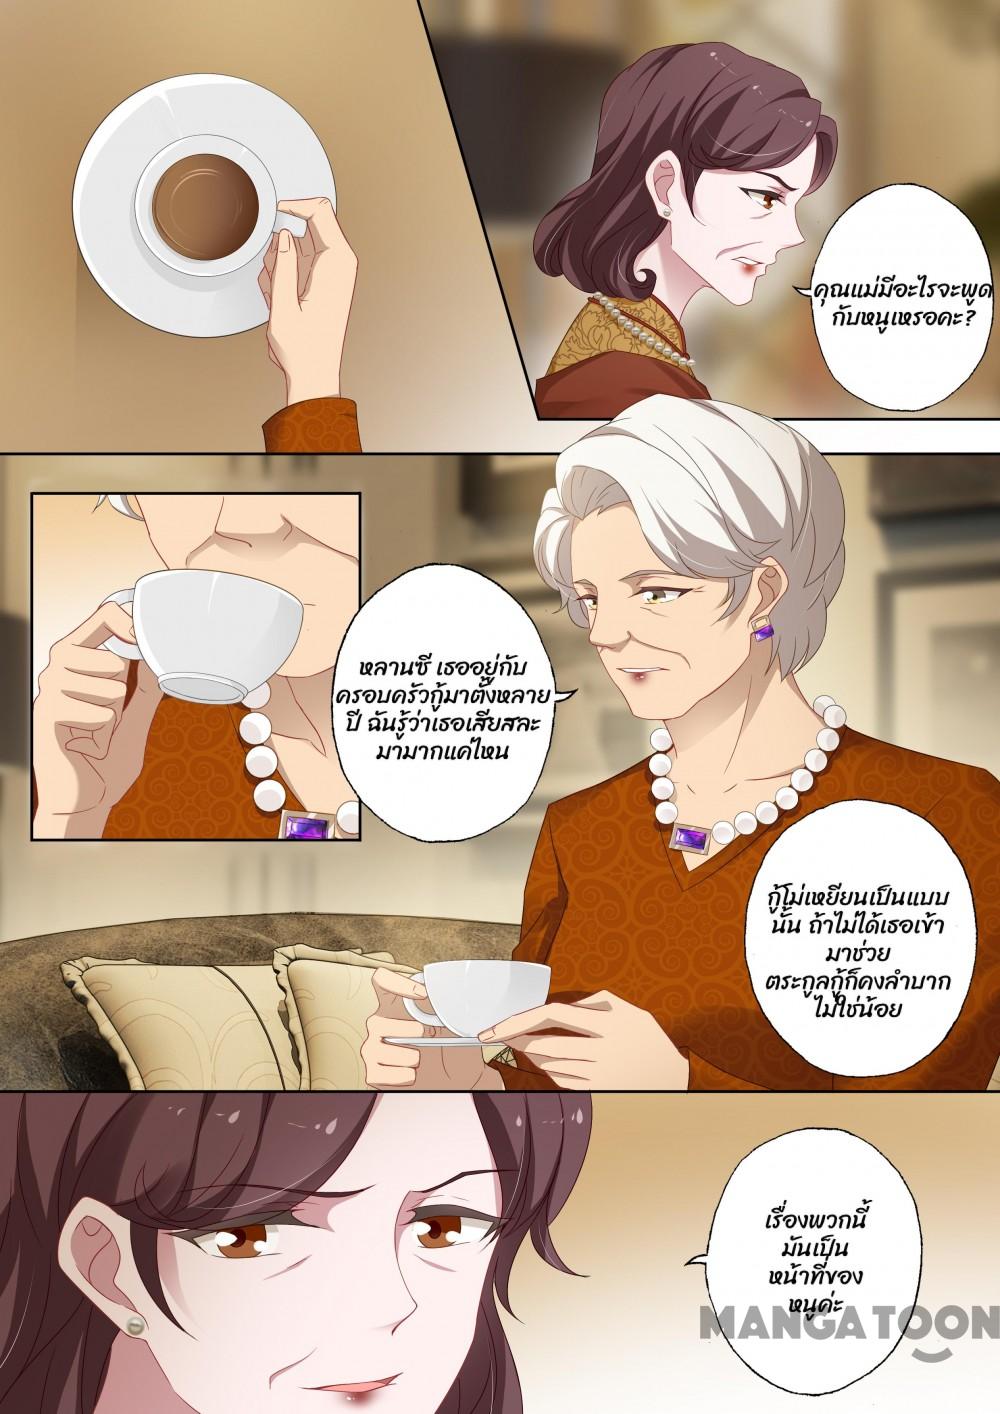 คุณแม่มีอะไรจะพูด
กับหนูเหรอคะ?
หลานซี เธออยู่กับ
ครอบครัวกู้มาตั้งหลาย
ปี ฉันรู้ว่าเธอเสียสละ
มามากแค่ไหน
กู้โม่เหยียนเป็นแบบ
นั้น ถ้าไม่ได้เธอเข้า
มาช่วย
ตระกูลกู้ก็คงลำบาก
ไม่ใช่น้อย
เรื่องพวกนี้
มันเป็น
หน้าที่ของ
หนูค่ะ
MANGATOON